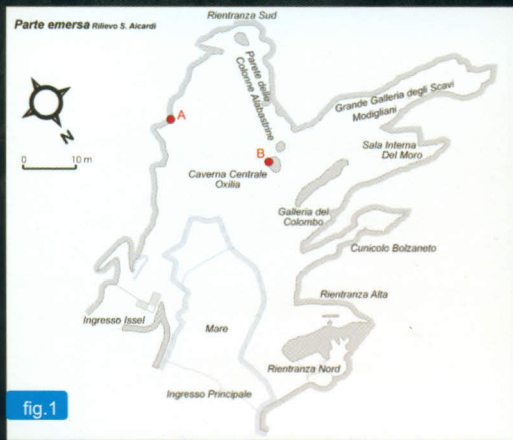 Rientranza Sud
Parte emersa Rilievo S. Aicardi
Parete delle
Colonne Alabastrine
Grande Galleria degli Scavi
Modigliani
A
N
0 10 m
B
Sala Interna
Del Moro
Caverna Centrale
Oxilia
Galleria del
Colombo
Cunicolo Bolzaneto
Rientranza Alta
Ingresso Issel
Mare
Rientranza Nord
Ingresso Principale
fig.1